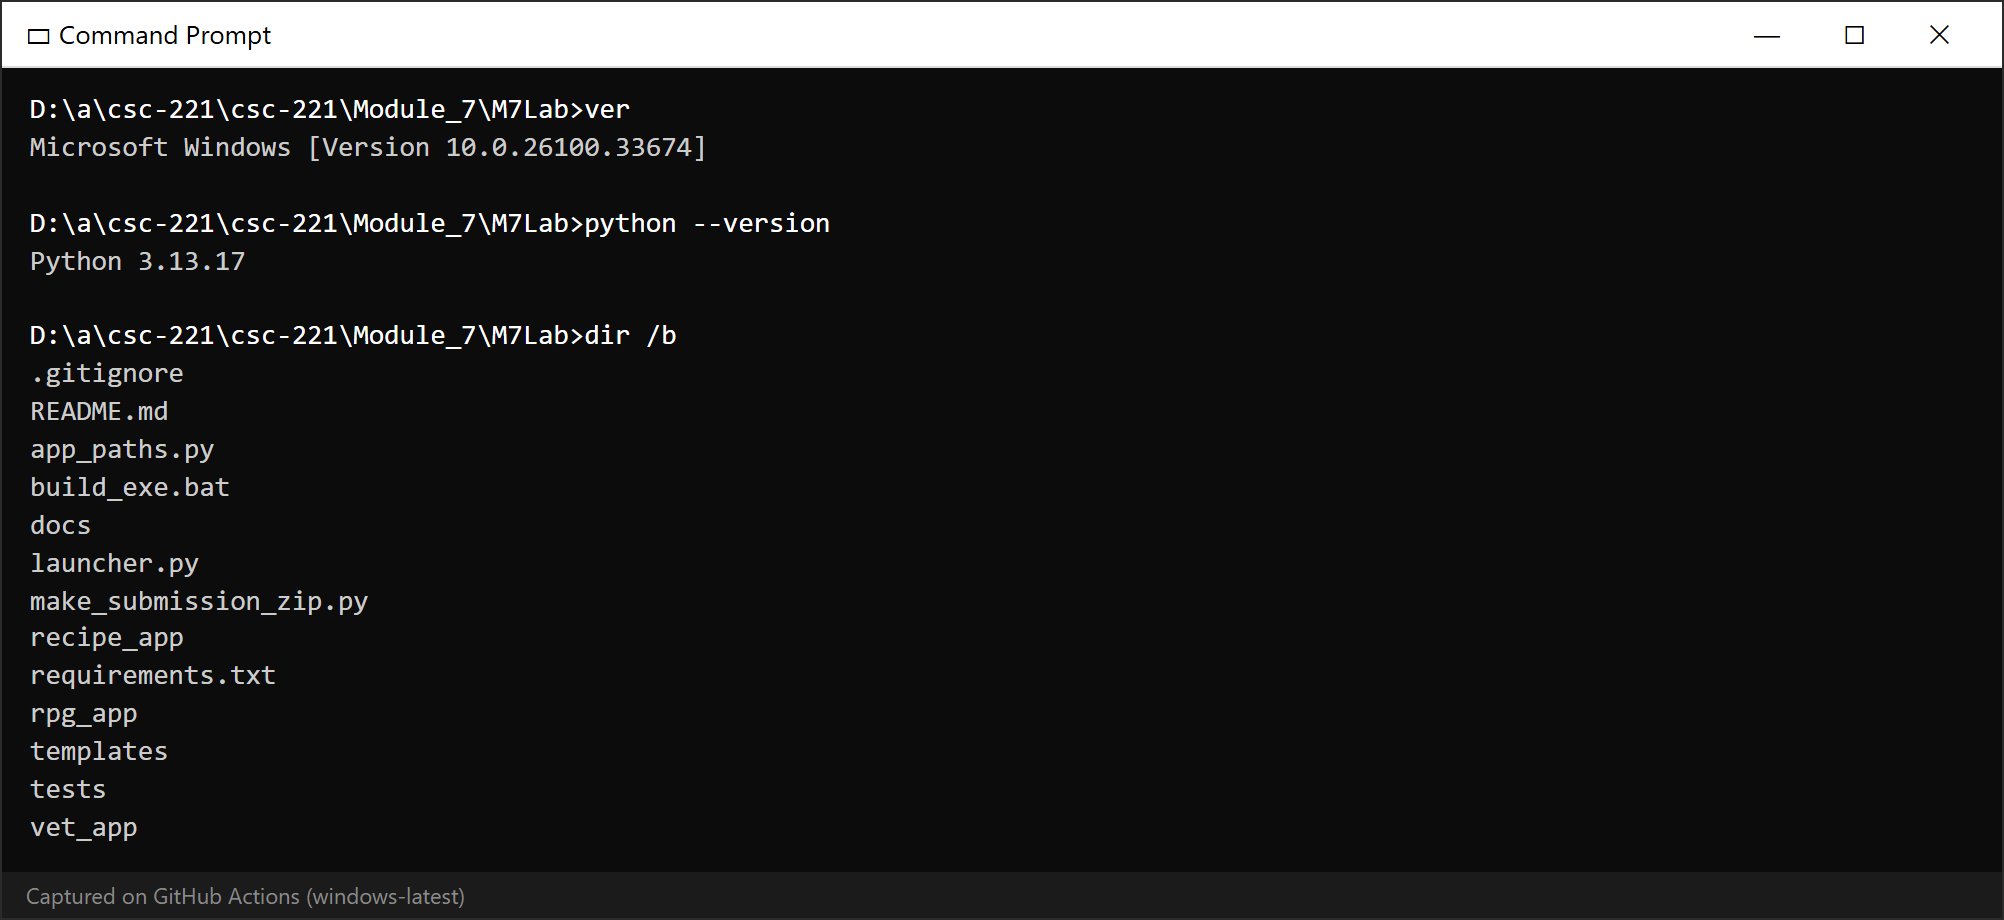 Command Prompt
D:\a\csc-221\csc-221\Module_7\M7Lab>ver
Microsoft Windows [Version 10.0.26100.33674]
D:\a\csc-221\csc-221\Module_7\M7Lab>python --version
Python 3.13.17
D:\a\csc-221\csc-221\Module_7\M7Lab>dir /b
.gitignore
README.md
app_paths.py
build_exe.bat
docs
launcher.py
make_submission_zip.py
recipe_app
requirements.txt
rpg_app
templates
tests
vet_app
Captured on GitHub Actions (windows-latest)